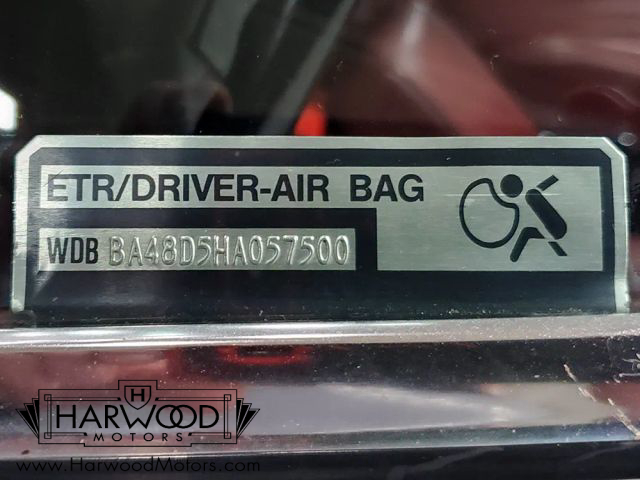 ETR/DRIVER-AIR BAG
WDB BA48D5HA057500
H
HARWOOD
MOTORS
www.HarwoodMotors.com